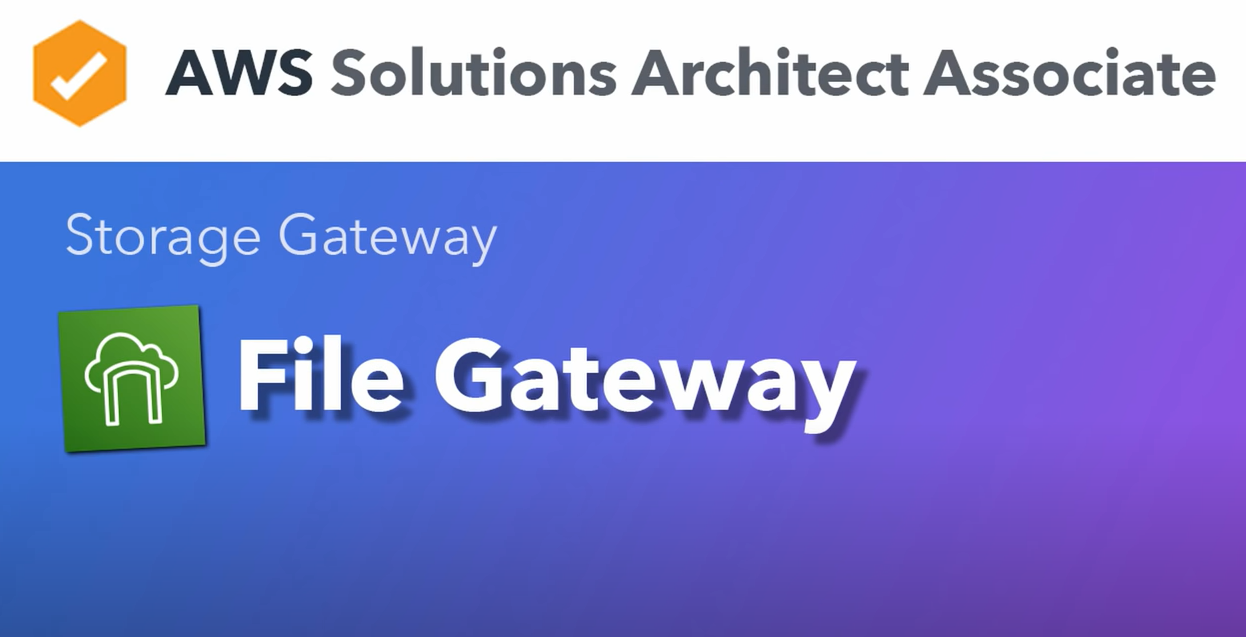 AWS Solutions Architect Associate
Storage Gateway
File Gateway